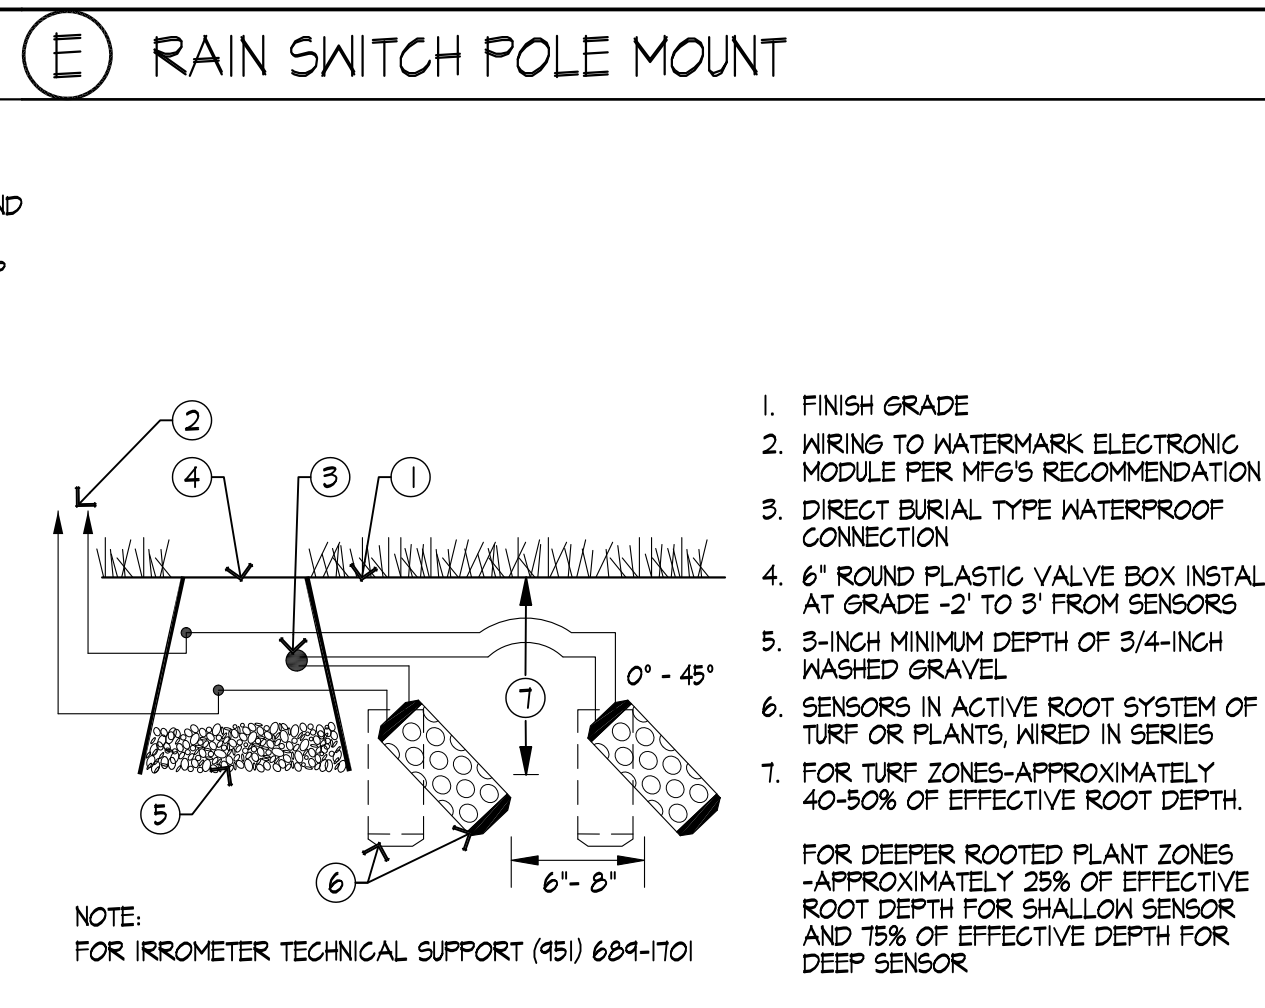 E RAIN SWITCH POLE MOUNT
2
4
3
1
7
0° - 45°
5
6
6"- 8"
NOTE:
FOR IRROMETER TECHNICAL SUPPORT (951) 689-1701
1. FINISH GRADE
2. WIRING TO WATERMARK ELECTRONIC
MODULE PER MFG'S RECOMMENDATION
3. DIRECT BURIAL TYPE WATERPROOF
CONNECTION
4. 6" ROUND PLASTIC VALVE BOX INSTAL
AT GRADE -2' TO 3' FROM SENSORS
5. 3-INCH MINIMUM DEPTH OF 3/4-INCH
WASHED GRAVEL
6. SENSORS IN ACTIVE ROOT SYSTEM OF
TURF OR PLANTS, WIRED IN SERIES
7. FOR TURF ZONES-APPROXIMATELY
40-50% OF EFFECTIVE ROOT DEPTH.
FOR DEEPER ROOTED PLANT ZONES
-APPROXIMATELY 25% OF EFFECTIVE
ROOT DEPTH FOR SHALLOW SENSOR
AND 75% OF EFFECTIVE DEPTH FOR
DEEP SENSOR